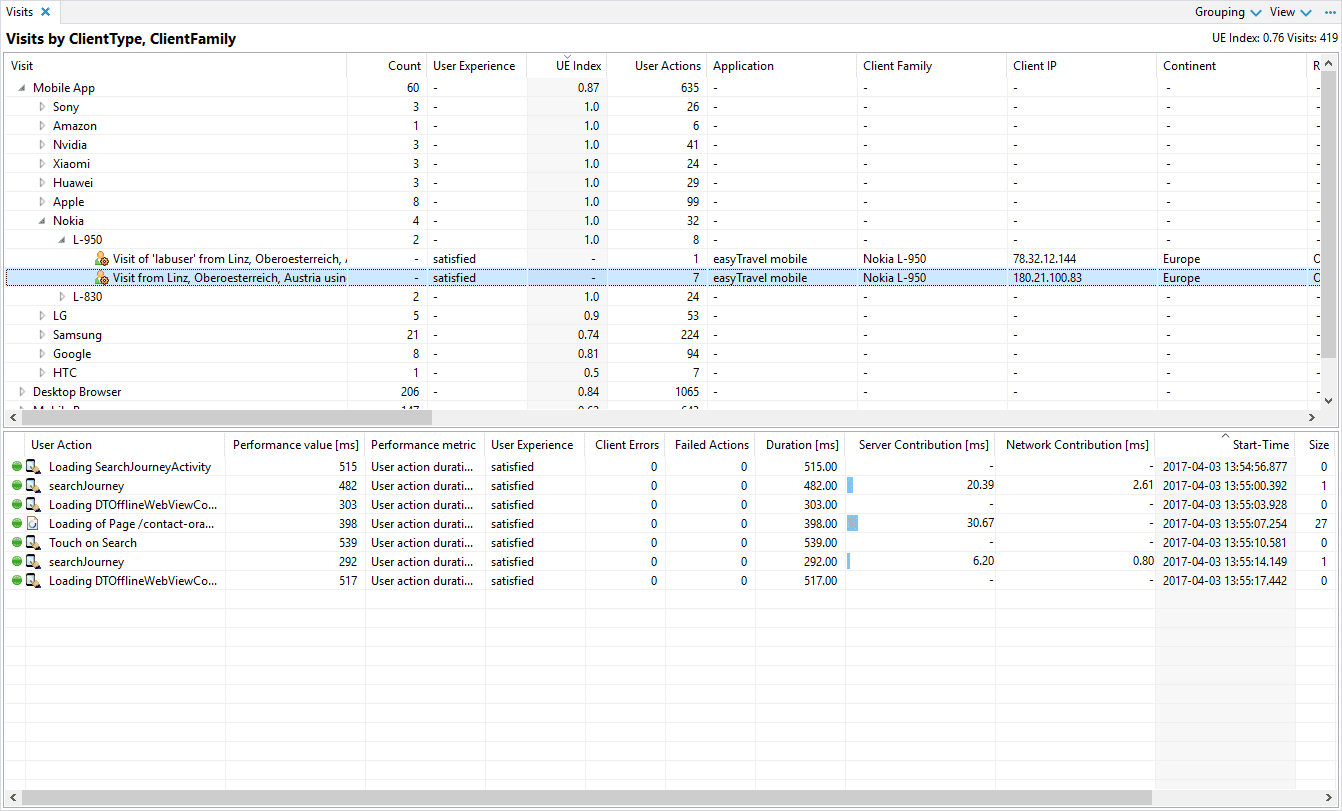 Visits Grouping View
Visits by ClientType, ClientFamily UE Index: 0.76 Visits: 419
Visit Count User Experience UE Index User Actions Application Client Family Client IP Continent R
Mobile App 60 - 0.87 635 - - - - -
Sony 3 - 1.0 26 - - - - -
Amazon 1 - 1.0 6 - - - - -
Nvidia 3 - 1.0 41 - - - - -
Xiaomi 3 - 1.0 24 - - - - -
Huawei 3 - 1.0 29 - - - - -
Apple 8 - 1.0 99 - - - - -
Nokia 4 - 1.0 32 - - - - -
L-950 2 - 1.0 8 - - - - -
Visit of 'labuser' from Linz, Oberoesterreich, - satisfied - 1 easyTravel mobile Nokia L-950 78.32.12.144 Europe
Visit from Linz, Oberoesterreich, Austria usin - satisfied - 7 easyTravel mobile Nokia L-950 180.21.100.83 Europe
L-830 2 - 1.0 24 - - - - -
LG 5 - 0.9 53 - - - - -
Samsung 21 - 0.74 224 - - - - -
Google 8 - 0.81 94 - - - - -
HTC 1 - 0.5 7 - - - - -
Desktop Browser 206 - 0.84 1065 - - - - -
User Action Performance value [ms] Performance metric User Experience Client Errors Failed Actions Duration [ms] Server Contribution [ms] Network Contribution [ms] Start-Time Size
Loading SearchJourneyActivity 515 User action durati... satisfied 0 0 515.00 - - 2017-04-03 13:54:56.877 0
searchJourney 482 User action durati... satisfied 0 0 482.00 20.39 2.61 2017-04-03 13:55:00.392 1
Loading DTOfflineWebViewCo... 303 User action durati... satisfied 0 0 303.00 - - 2017-04-03 13:55:03.928 0
Loading of Page /contact-ora... 398 User action durati... satisfied 0 0 398.00 30.67 - 2017-04-03 13:55:07.254 27
Touch on Search 539 User action durati... satisfied 0 0 539.00 - - 2017-04-03 13:55:10.581 0
searchJourney 292 User action durati... satisfied 0 0 292.00 6.20 0.80 2017-04-03 13:55:14.149 1
Loading DTOfflineWebViewCo... 517 User action durati... satisfied 0 0 517.00 - - 2017-04-03 13:55:17.442 0